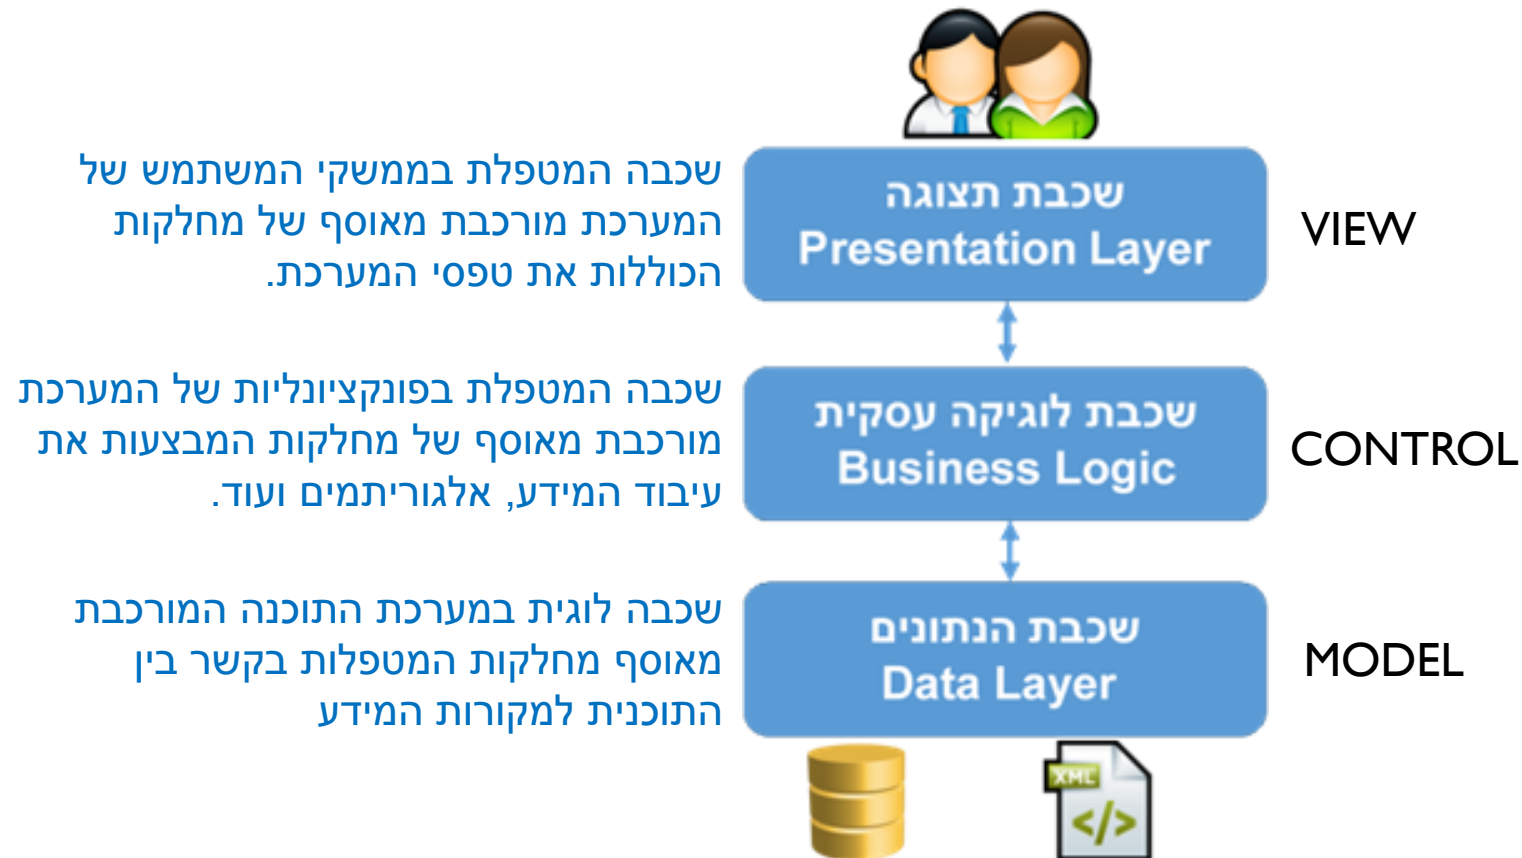 שכבה המטפלת בממשקי המשתמש של
המערכת מורכבת מאוסף של מחלקות
הכוללות את טפסי המערכת.
שכבת תצוגה
Presentation Layer
VIEW
שכבה המטפלת בפונקציונליות של המערכת
מורכבת מאוסף של מחלקות המבצעות את
עיבוד המידע, אלגוריתמים ועוד.
שכבת לוגיקה עסקית
Business Logic
CONTROL
שכבה לוגית במערכת התוכנה המורכבת
מאוסף מחלקות המטפלות בקשר בין
התוכנית למקורות המידע
שכבת הנתונים
Data Layer
MODEL
XML
</>